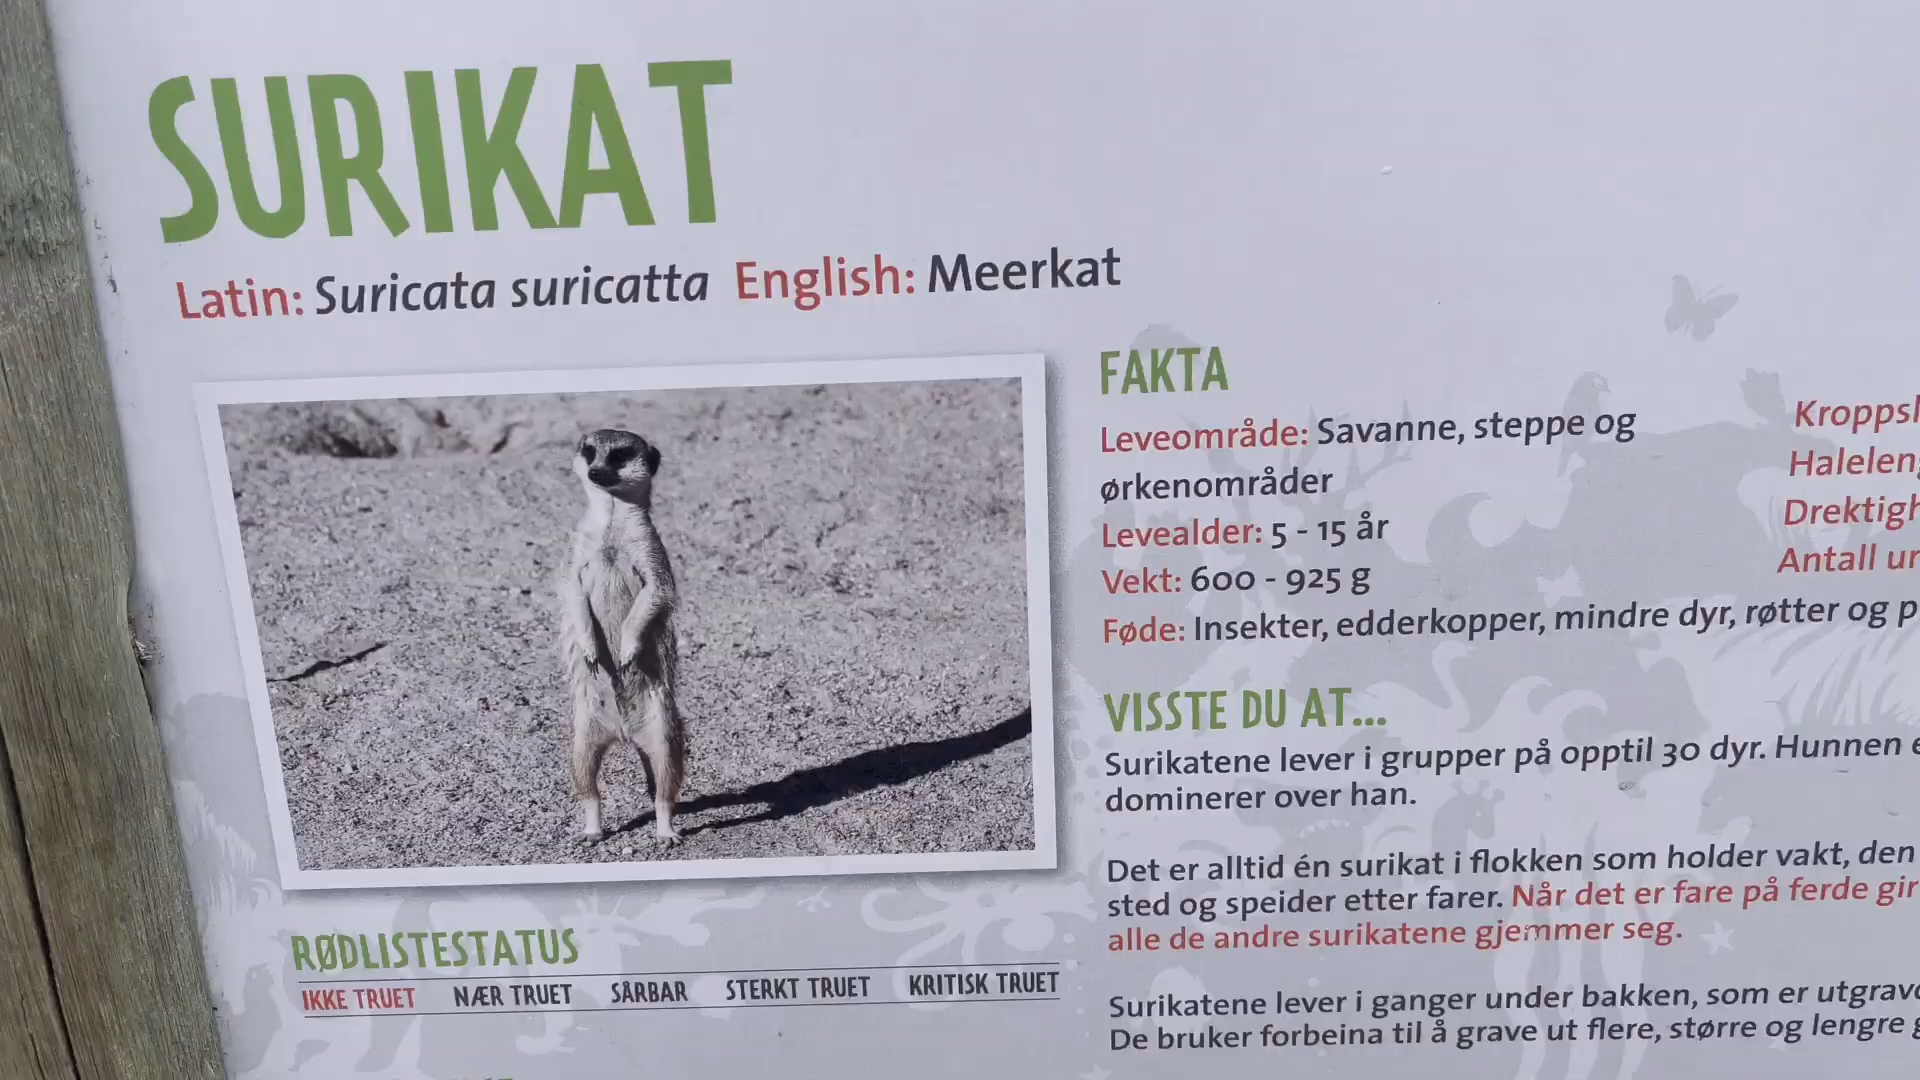 SURIKAT
Latin: Suricata suricatta English: Meerkat
FAKTA
Leveområde: Savanne, steppe og
ørkenområder
Levealder: 5 - 15 år
Vekt: 600 - 925 g
Føde: Insekter, edderkopper, mindre dyr, røtter og
Antall
VISSTE DU AT...
Surikatene lever i grupper på opptil 30 dyr. Hunnen
dominerer over han.
Det er alltid én surikat i flokken som holder vakt, den
sted og speider etter farer. Når det er fare på ferde gir
alle de andre surikatene gjemmer seg.
Surikatene lever i ganger under bakken, som er
De bruker forbeina til å grave ut flere, større og lengre
RØDLISTESTATUS
IKKE TRUET NÆR TRUET SÅRBAR STERKT TRUET KRITISK TRUET